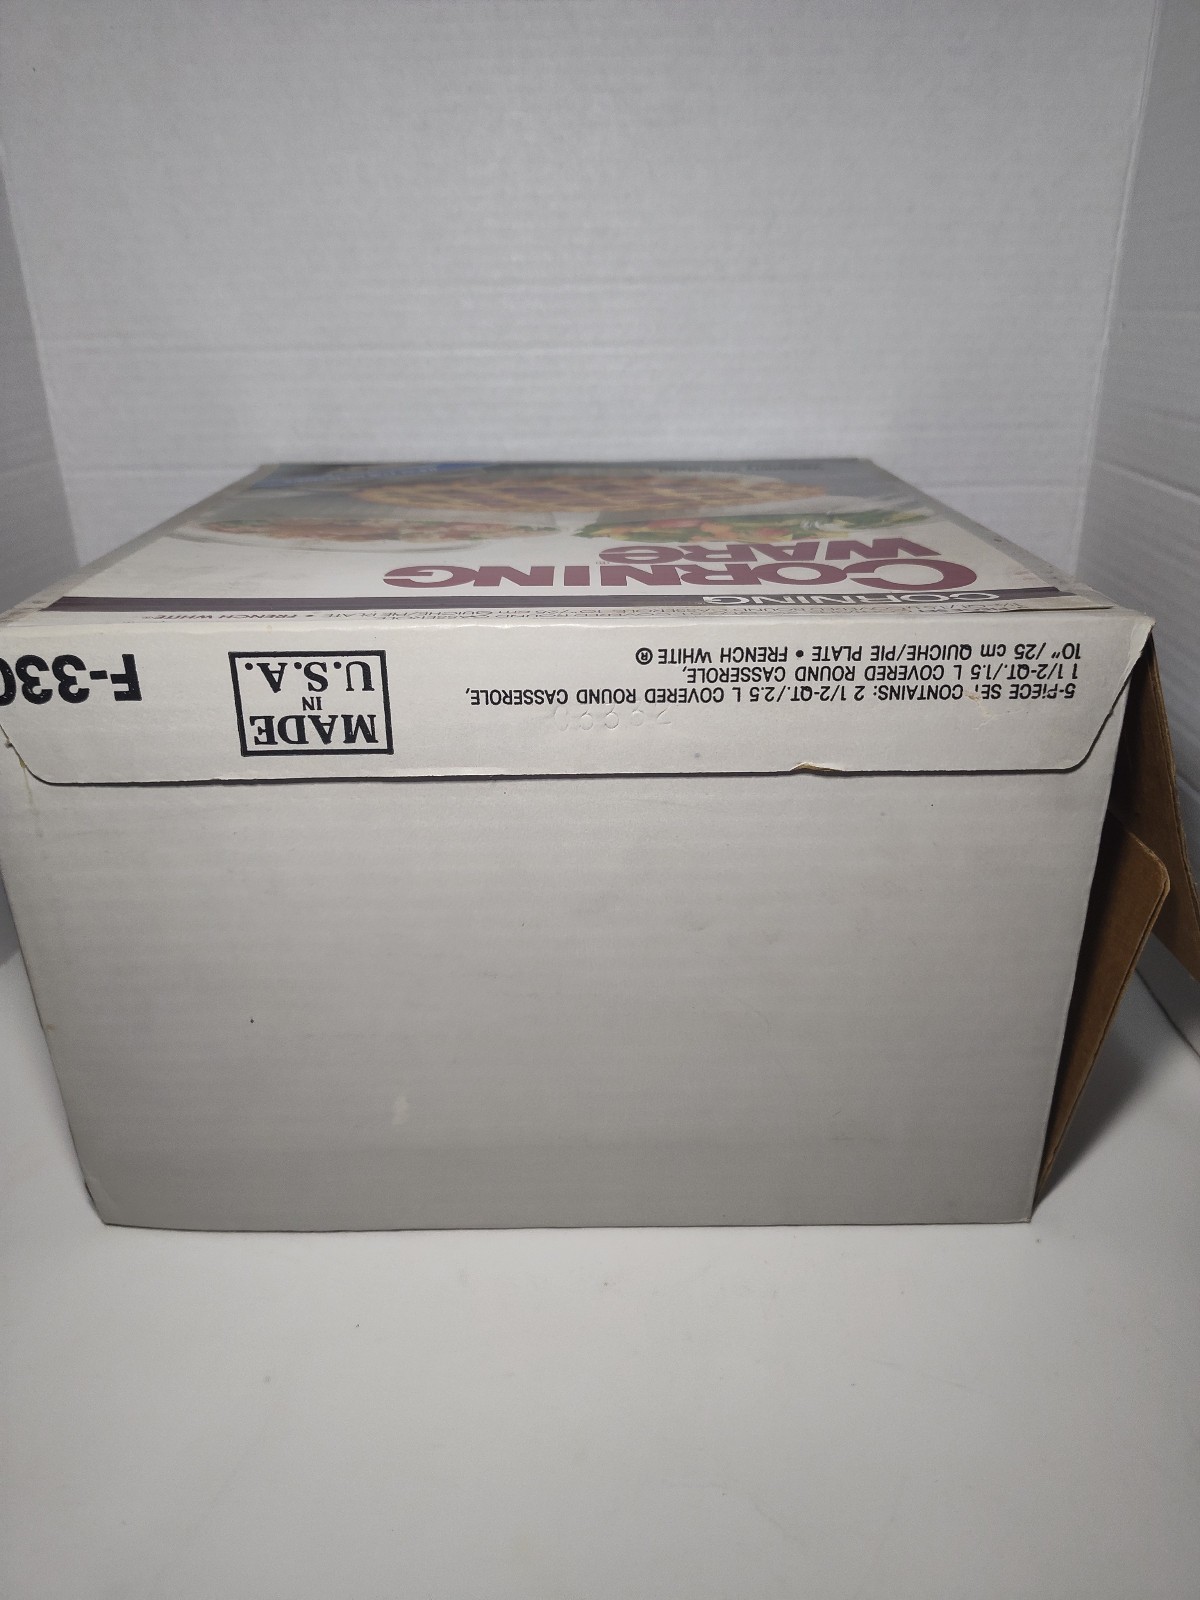 CORNING
CORNING
WARE®
5-PIECE SET CONTAINS: 2 1/2-QT./2.5 L COVERED ROUND CASSEROLE,
1 1/2-QT./1.5 L COVERED ROUND CASSEROLE,
10"/25 cm QUICHE/PIE PLATE • FRENCH WHITE®
MADE
IN
U.S.A.
F-330